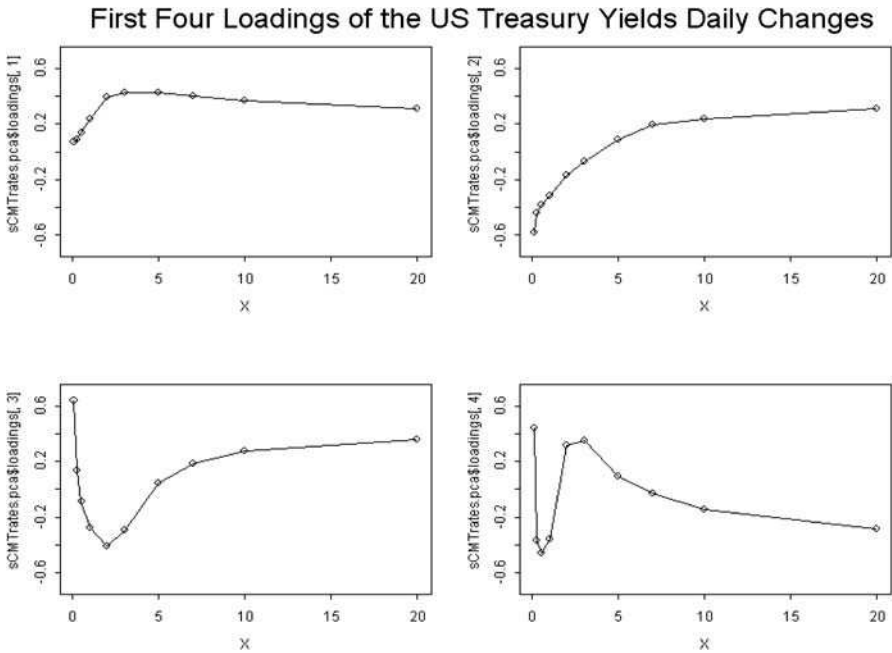 First Four Loadings of the US Treasury Yields Daily Changes
sCMTrates.pca$loadings[, 1]
0.6
0.2
-0.2
-0.6
0 5 10 15 20
X
sCMTrates.pca$loadings[, 2]
0.6
0.2
-0.2
-0.6
0 5 10 15 20
X
sCMTrates.pca$loadings[, 3]
0.6
0.2
-0.2
-0.6
0 5 10 15 20
X
sCMTrates.pca$loadings[, 4]
0.6
0.2
-0.2
-0.6
0 5 10 15 20
X